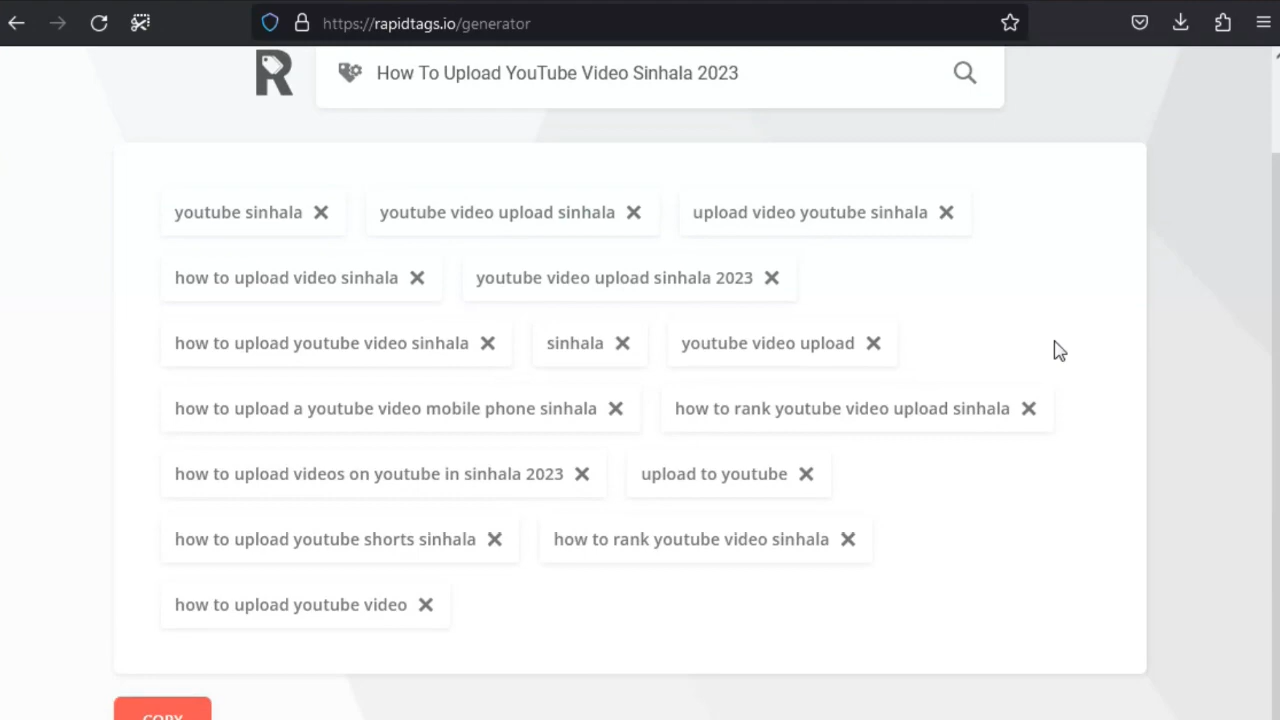 https://rapidtags.io/generator
R How To Upload YouTube Video Sinhala 2023
youtube sinhala youtube video upload sinhala upload video youtube sinhala
how to upload video sinhala youtube video upload sinhala 2023
how to upload youtube video sinhala sinhala youtube video upload
how to upload a youtube video mobile phone sinhala how to rank youtube video upload sinhala
how to upload videos on youtube in sinhala 2023 upload to youtube
how to upload youtube shorts sinhala how to rank youtube video sinhala
how to upload youtube video
COPY